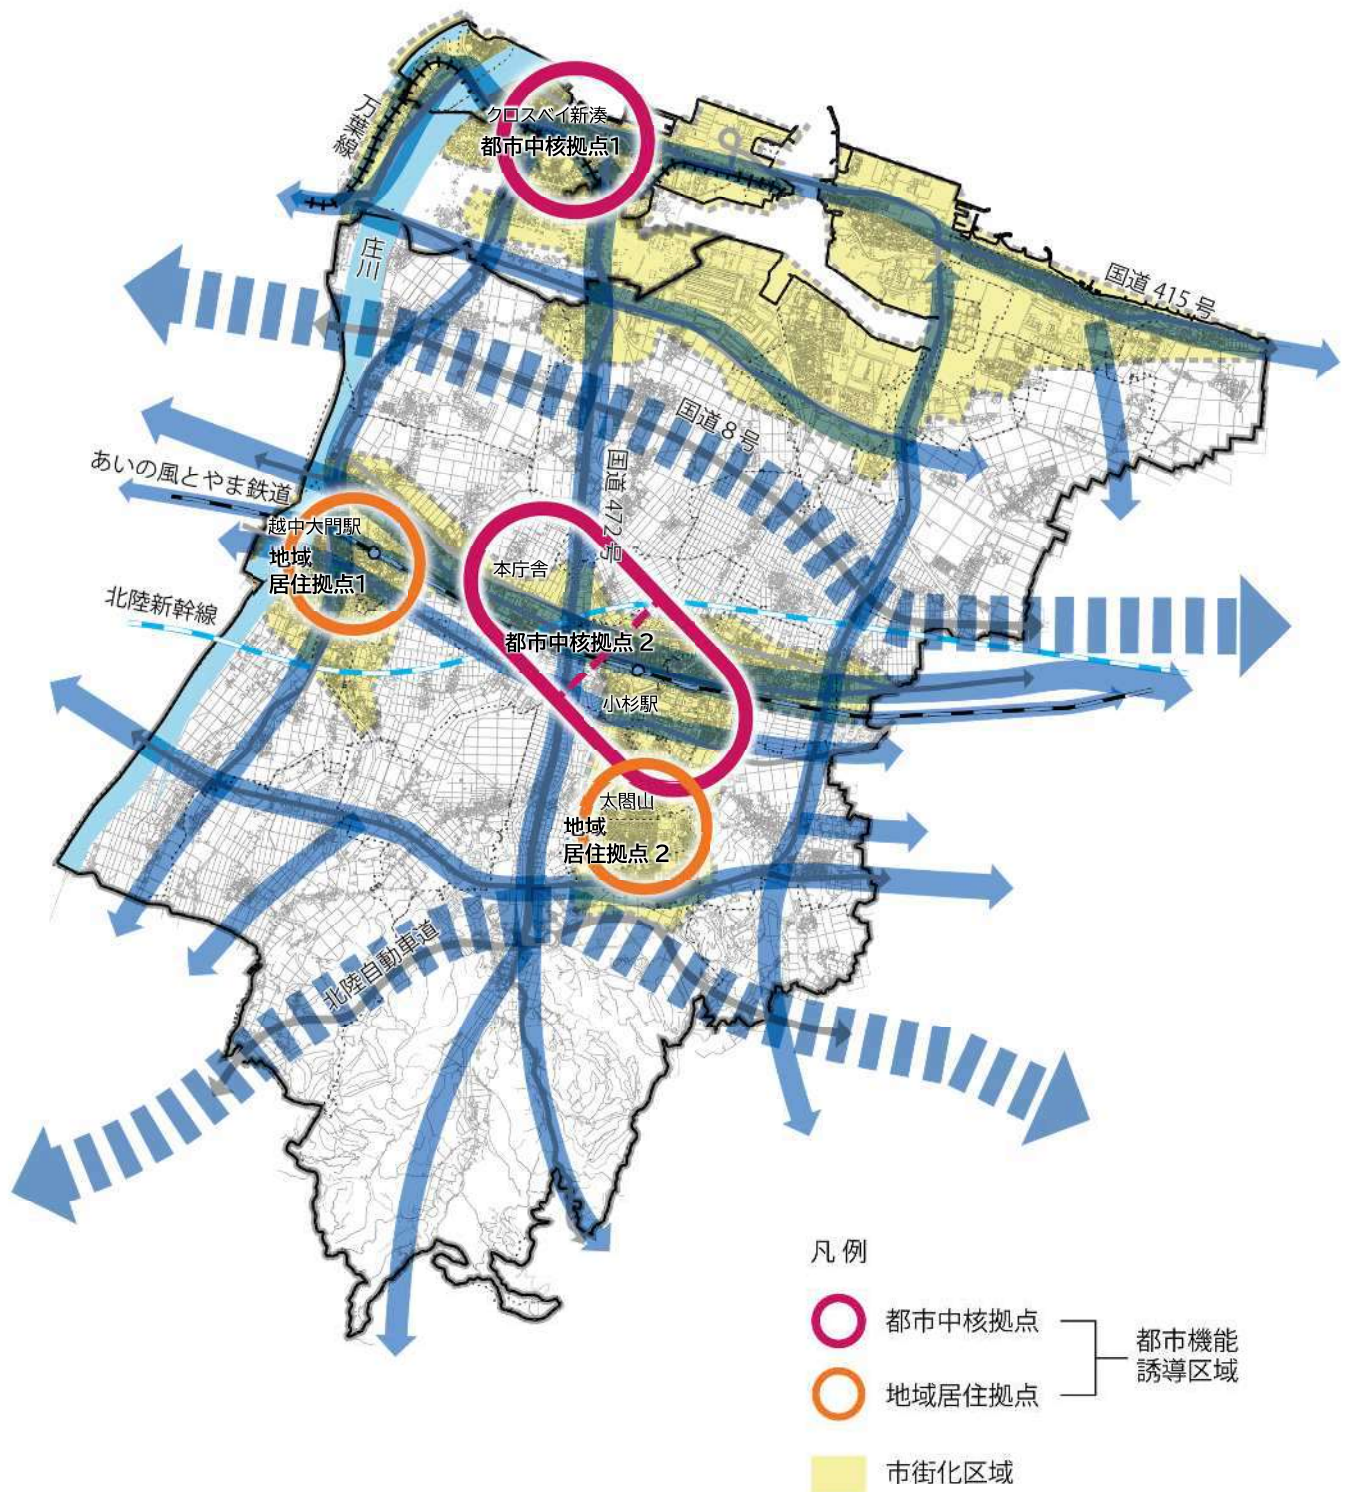 クロスベイ新湊
都市中核拠点1
万葉線
庄川
国道 415 号
国道8号
国道 472号
あいの風とやま鉄道
越中大門駅
地域
居住拠点1
本庁舎
北陸新幹線
都市中核拠点 2
小杉駅
太閤山
地域
居住拠点 2
北陸自動車道
凡 例
都市中核拠点
地域居住拠点
都市機能
誘導区域
市街化区域